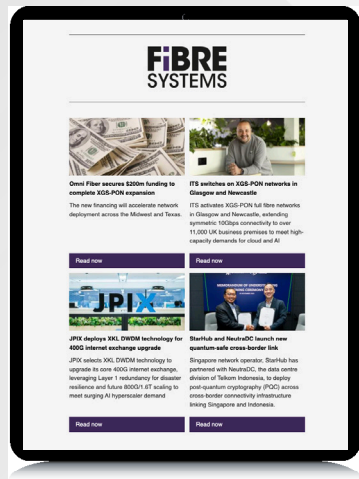 FiBRE
SYSTEMS
Omni Fiber secures $200m funding to
complete XGS-PON expansion
The new financing will accelerate network
deployment across the Midwest and Texas.
Read now
ITS switches on XGS-PON networks in
Glasgow and Newcastle
ITS activates XGS-PON full fibre networks
in Glasgow and Newcastle, extending
symmetric 10Gbps connectivity to over
11,000 UK business premises to meet high-
capacity demands for cloud and AI
Read now
JPIX
JPIX deploys XKL DWDM technology for
400G internet exchange upgrade
JPIX selects XKL DWDM technology to
upgrade its core 400G internet exchange,
leveraging Layer 1 redundancy for disaster
resilience and future 800G/1.6T scaling to
meet surging AI hyperscaler demand
Read now
MEMORANDUM OF UNDERSTANDING
StarHub and NeutraDC launch new
quantum-safe cross-border link
Singapore network operator, StarHub has
partnered with NeutraDC, the data centre
division of Telkom Indonesia, to deploy
post-quantum cryptography (PQC) across
cross-border connectivity infrastructure
linking Singapore and Indonesia.
Read now